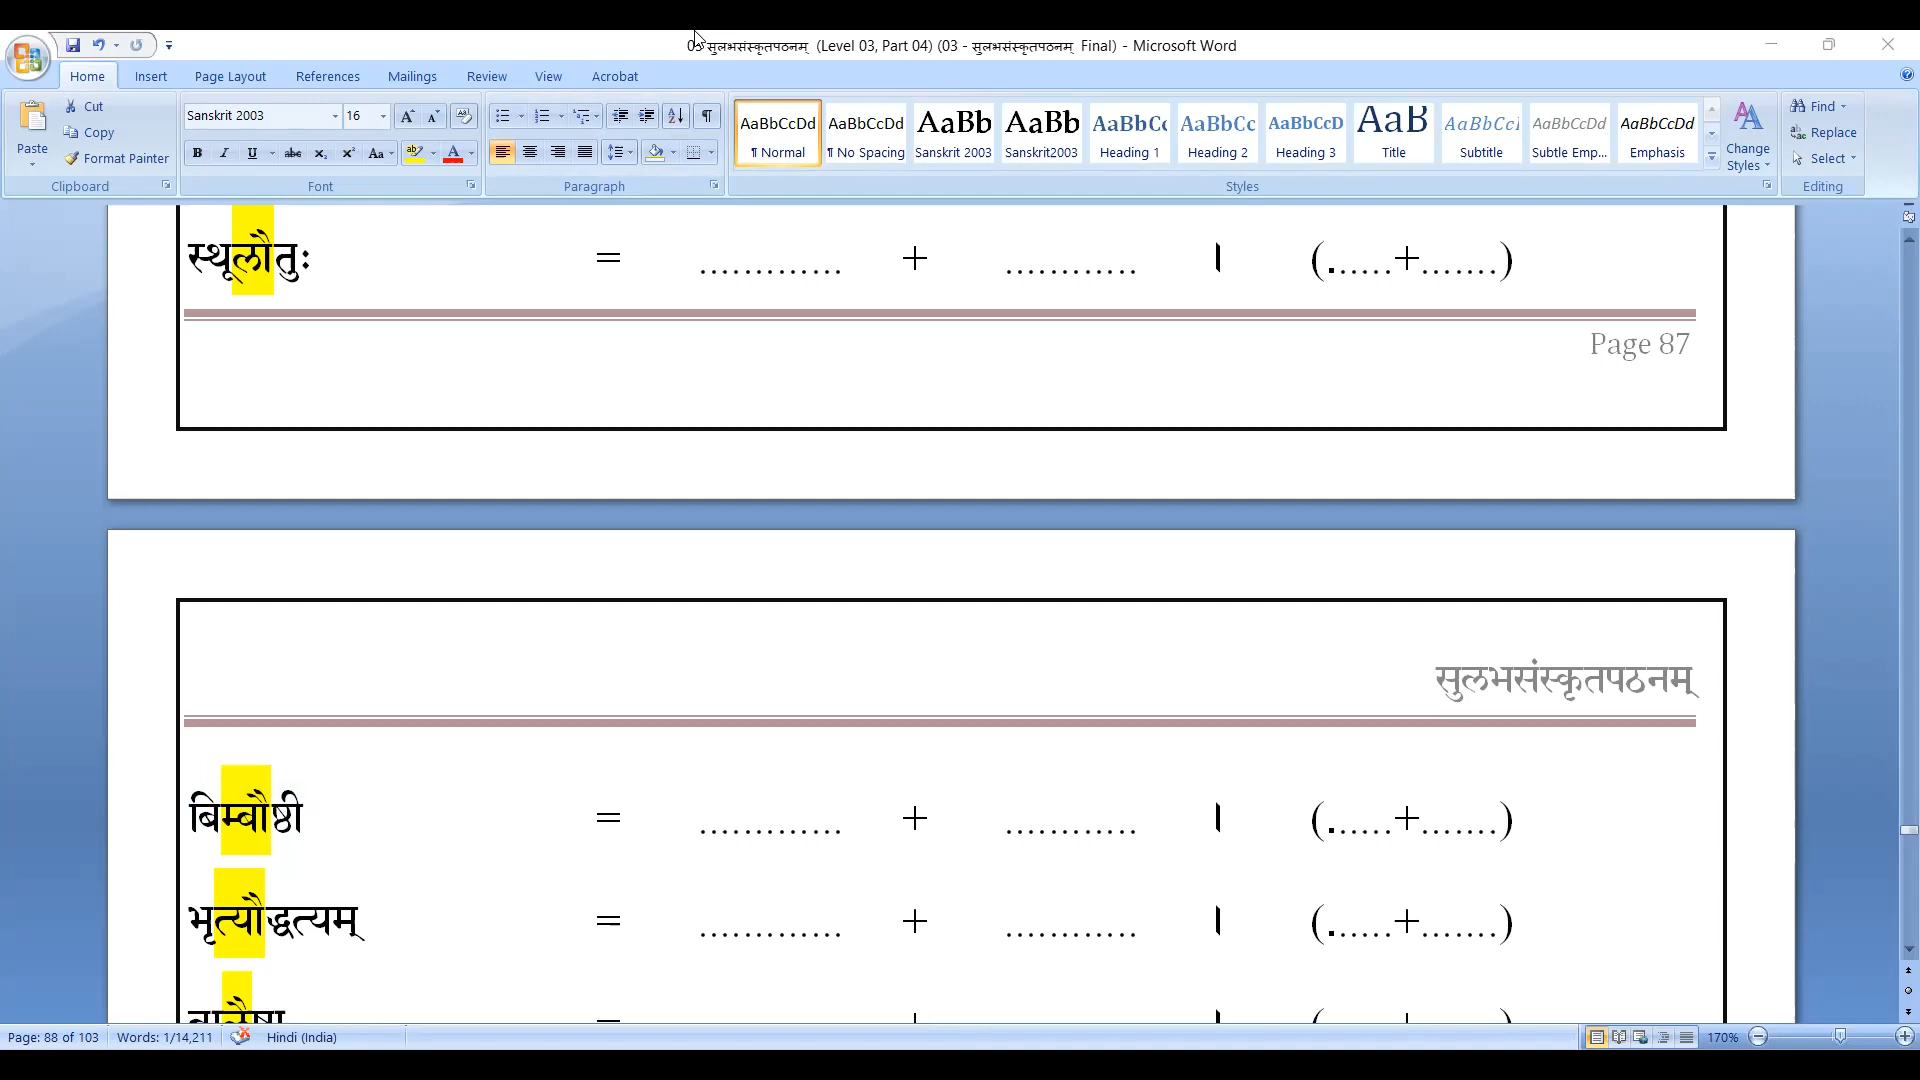 03 सुलभसंस्कृतपठनम् (Level 03, Part 04) (03 - सुलभसंस्कृतपठनम् Final) - Microsoft Word
Home Insert Page Layout References Mailings Review View Acrobat
Paste
Cut
Copy
Format Painter
Clipboard
Sanskrit 2003 16
Font
Paragraph
AaBbCcDd AaBbCcDd AaBb AaBb AaBbCc AaBbCc AaBbCcD AaB AaBbCcI AaBbCcDd AaBbCcDd
¶ Normal ¶ No Spacing Sanskrit 2003 Sanskrit2003 Heading 1 Heading 2 Heading 3 Title Subtitle Subtle Emp... Emphasis
Change Styles
Styles
Find
Replace
Select
Editing
स्थूलौतुः = ............ + ........... । (......+.......)
Page 87
सुलभसंस्कृतपठनम्
बिम्बौष्ठी = ............ + ........... । (......+.......)
भृत्यौद्धत्यम् = ............ + ........... । (......+.......)
Page: 88 of 103 Words: 1/14,211 Hindi (India) 170%